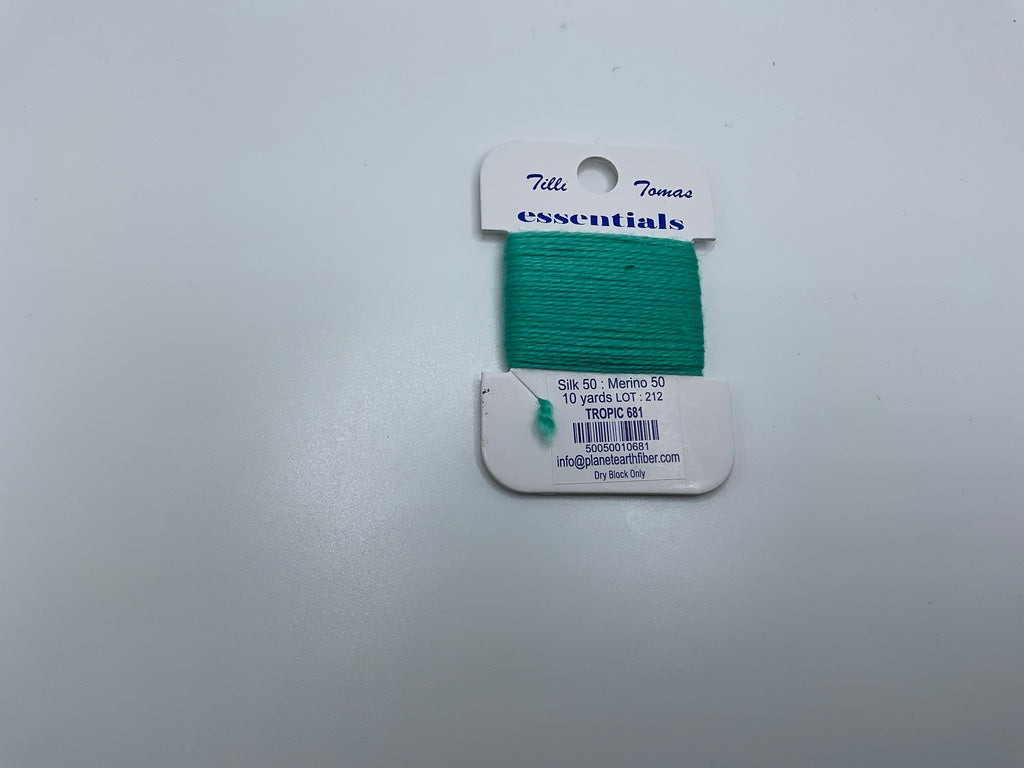 Tilli Tomas
essentials
Silk 50 : Merino 50
10 yards LOT : 212
TROPIC 681
50050010681
info@planetearthfiber.com
Dry Block Only